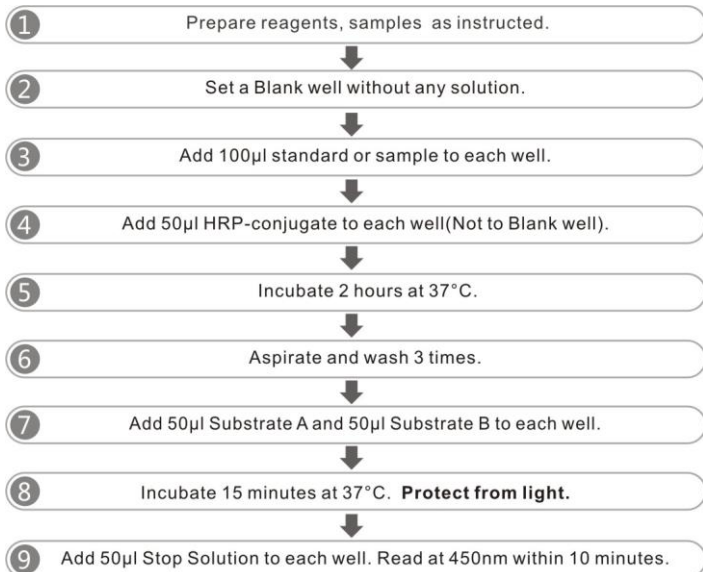 1 Prepare reagents, samples as instructed.
2 Set a Blank well without any solution.
3 Add 100μl standard or sample to each well.
4 Add 50μl HRP-conjugate to each well(Not to Blank well).
5 Incubate 2 hours at 37°C.
6 Aspirate and wash 3 times.
7 Add 50μl Substrate A and 50μl Substrate B to each well.
8 Incubate 15 minutes at 37°C. Protect from light.
9 Add 50μl Stop Solution to each well. Read at 450nm within 10 minutes.